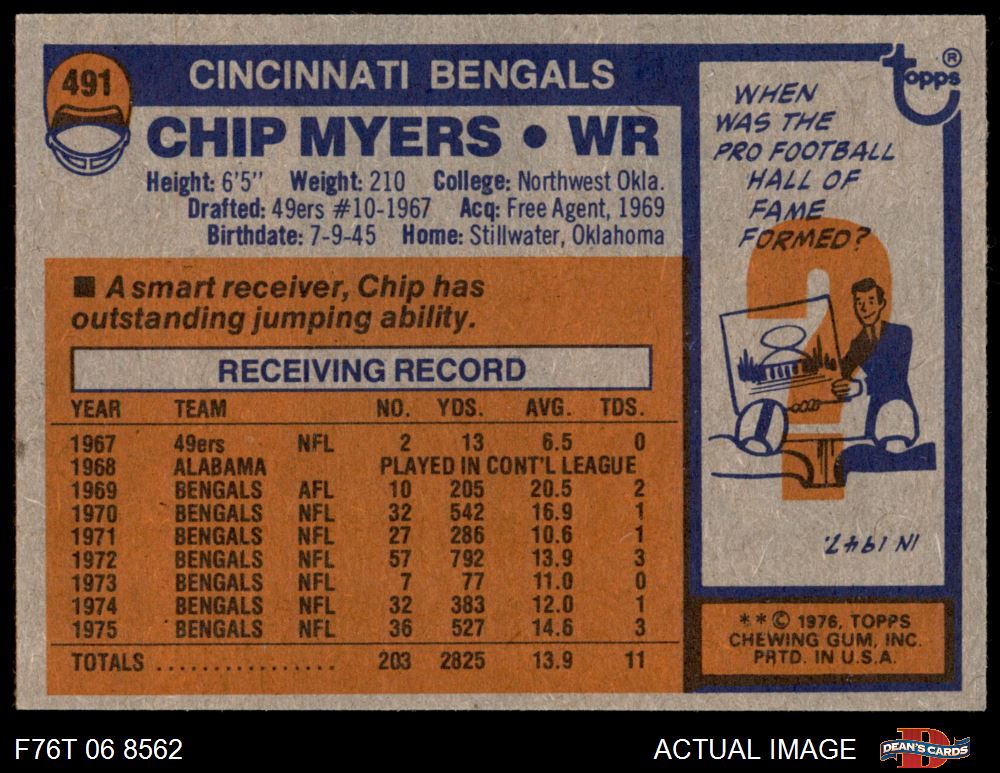 491
CINCINNATI BENGALS
CHIP MYERS • WR
Height: 6'5" Weight: 210 College: Northwest Okla.
Drafted: 49ers #10-1967 Acq: Free Agent, 1969
Birthdate: 7-9-45 Home: Stillwater, Oklahoma
■ A smart receiver, Chip has
outstanding jumping ability.
RECEIVING RECORD
YEAR TEAM NO. YDS. AVG. TDS.
1967 49ers NFL 2 13 6.5 0
1968 ALABAMA PLAYED IN CONT'L LEAGUE
1969 BENGALS AFL 10 205 20.5 2
1970 BENGALS NFL 32 542 16.9 1
1971 BENGALS NFL 27 286 10.6 1
1972 BENGALS NFL 57 792 13.9 3
1973 BENGALS NFL 7 77 11.0 0
1974 BENGALS NFL 32 383 12.0 1
1975 BENGALS NFL 36 527 14.6 3
TOTALS ................. 203 2825 13.9 11
topps ®
WHEN
WAS THE
PRO FOOTBALL
HALL OF
FAME
FORMED?
?
IN 1947.
* * © 1976, TOPPS
CHEWING GUM, INC.
PRTD. IN U.S.A.
F76T 06 8562
ACTUAL IMAGE
D
DEAN'S CARDS